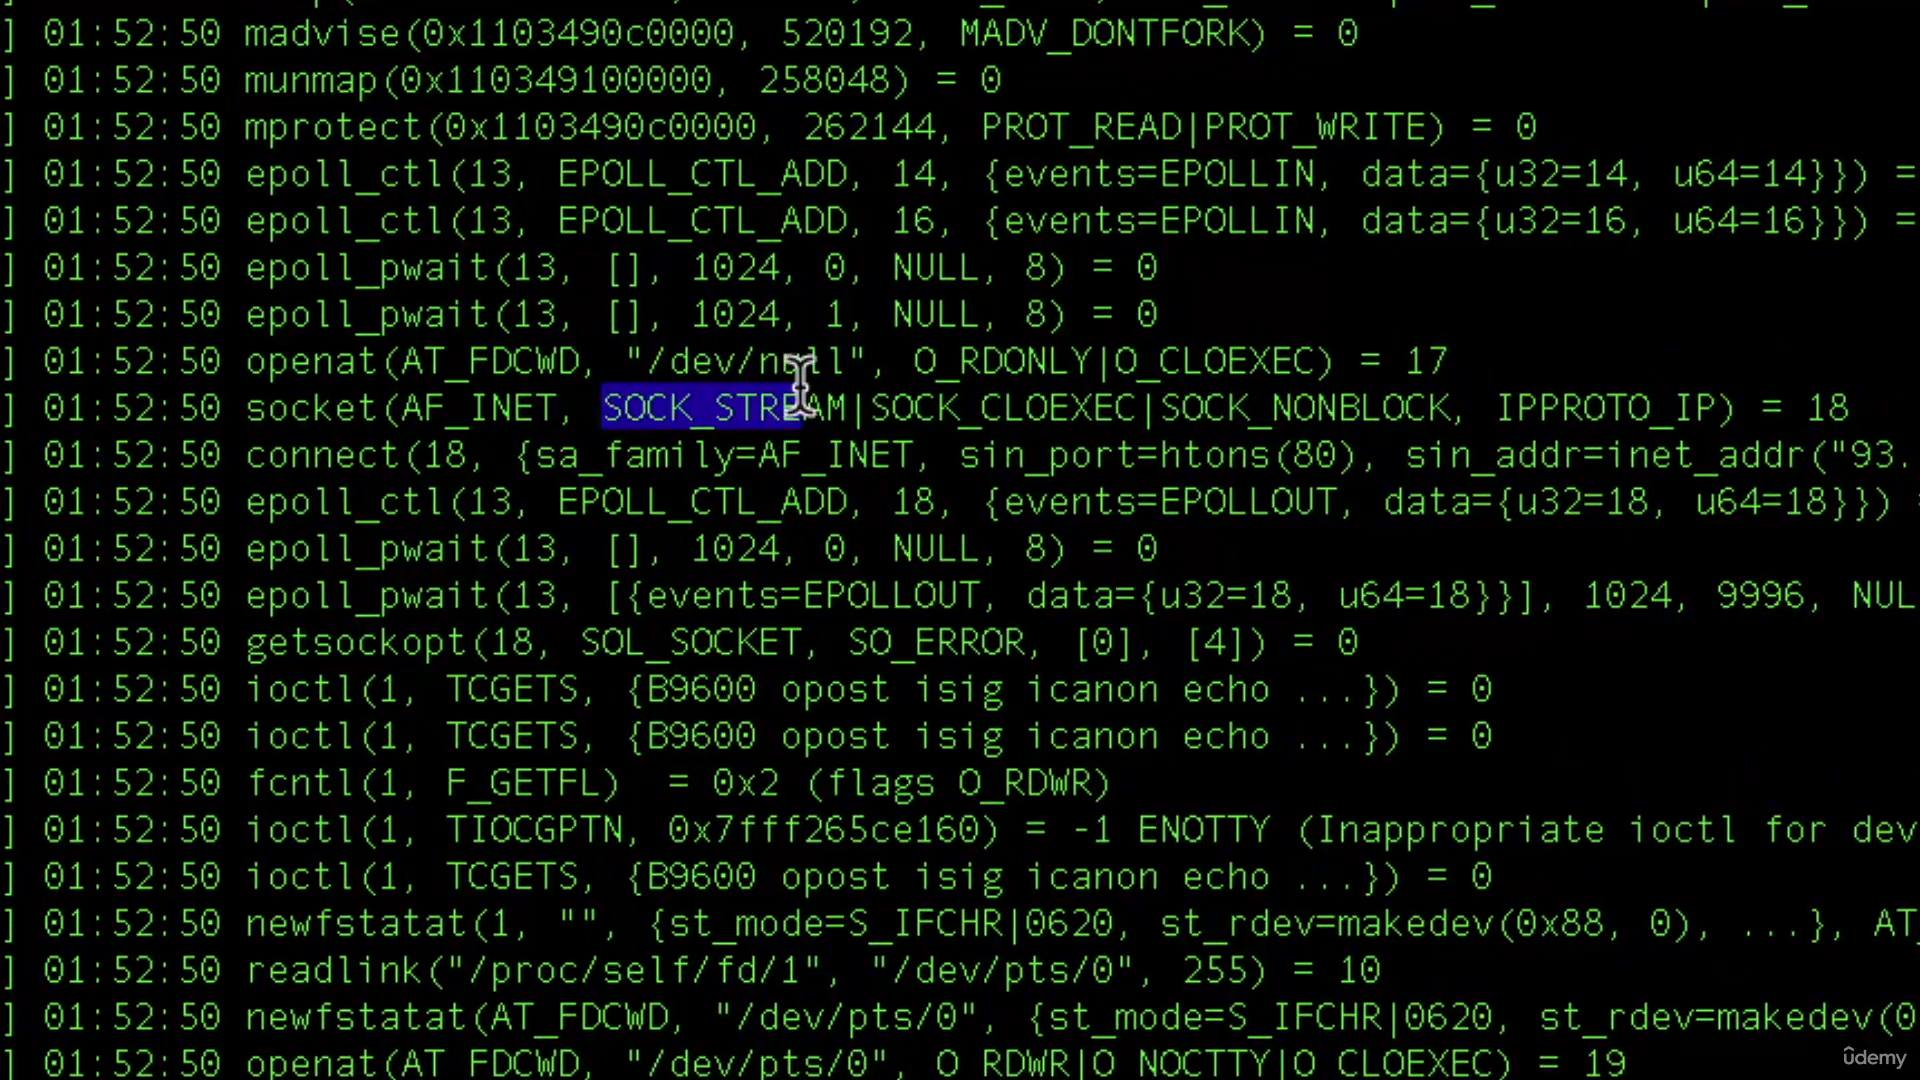 ] 01:52:50 madvise(0x1103490c0000, 520192, MADV_DONTFORK) = 0
] 01:52:50 munmap(0x110349100000, 258048) = 0
] 01:52:50 mprotect(0x1103490c0000, 262144, PROT_READ|PROT_WRITE) = 0
] 01:52:50 epoll_ctl(13, EPOLL_CTL_ADD, 14, {events=EPOLLIN, data={u32=14, u64=14}}) =
] 01:52:50 epoll_ctl(13, EPOLL_CTL_ADD, 16, {events=EPOLLIN, data={u32=16, u64=16}}) =
] 01:52:50 epoll_pwait(13, [], 1024, 0, NULL, 8) = 0
] 01:52:50 epoll_pwait(13, [], 1024, 1, NULL, 8) = 0
] 01:52:50 openat(AT_FDCWD, "/dev/null", O_RDONLY|O_CLOEXEC) = 17
] 01:52:50 socket(AF_INET, SOCK_STREAM|SOCK_CLOEXEC|SOCK_NONBLOCK, IPPROTO_IP) = 18
] 01:52:50 connect(18, {sa_family=AF_INET, sin_port=htons(80), sin_addr=inet_addr("93.
] 01:52:50 epoll_ctl(13, EPOLL_CTL_ADD, 18, {events=EPOLLOUT, data={u32=18, u64=18}})
] 01:52:50 epoll_pwait(13, [], 1024, 0, NULL, 8) = 0
] 01:52:50 epoll_pwait(13, [{events=EPOLLOUT, data={u32=18, u64=18}}], 1024, 9996, NUL
] 01:52:50 getsockopt(18, SOL_SOCKET, SO_ERROR, [0], [4]) = 0
] 01:52:50 ioctl(1, TCGETS, {B9600 opost isig icanon echo ...}) = 0
] 01:52:50 ioctl(1, TCGETS, {B9600 opost isig icanon echo ...}) = 0
] 01:52:50 fcntl(1, F_GETFL)  = 0x2 (flags O_RDWR)
] 01:52:50 ioctl(1, TIOCGPTN, 0x7fff265ce160) = -1 ENOTTY (Inappropriate ioctl for dev
] 01:52:50 ioctl(1, TCGETS, {B9600 opost isig icanon echo ...}) = 0
] 01:52:50 newfstatat(1, "", {st_mode=S_IFCHR|0620, st_rdev=makedev(0x88, 0), ...}, AT_
] 01:52:50 readlink("/proc/self/fd/1", "/dev/pts/0", 255) = 10
] 01:52:50 newfstatat(AT_FDCWD, "/dev/pts/0", {st_mode=S_IFCHR|0620, st_rdev=makedev(0
] 01:52:50 openat(AT_FDCWD, "/dev/pts/0", O_RDWR|O_NOCTTY|O_CLOEXEC) = 19
ûdemy